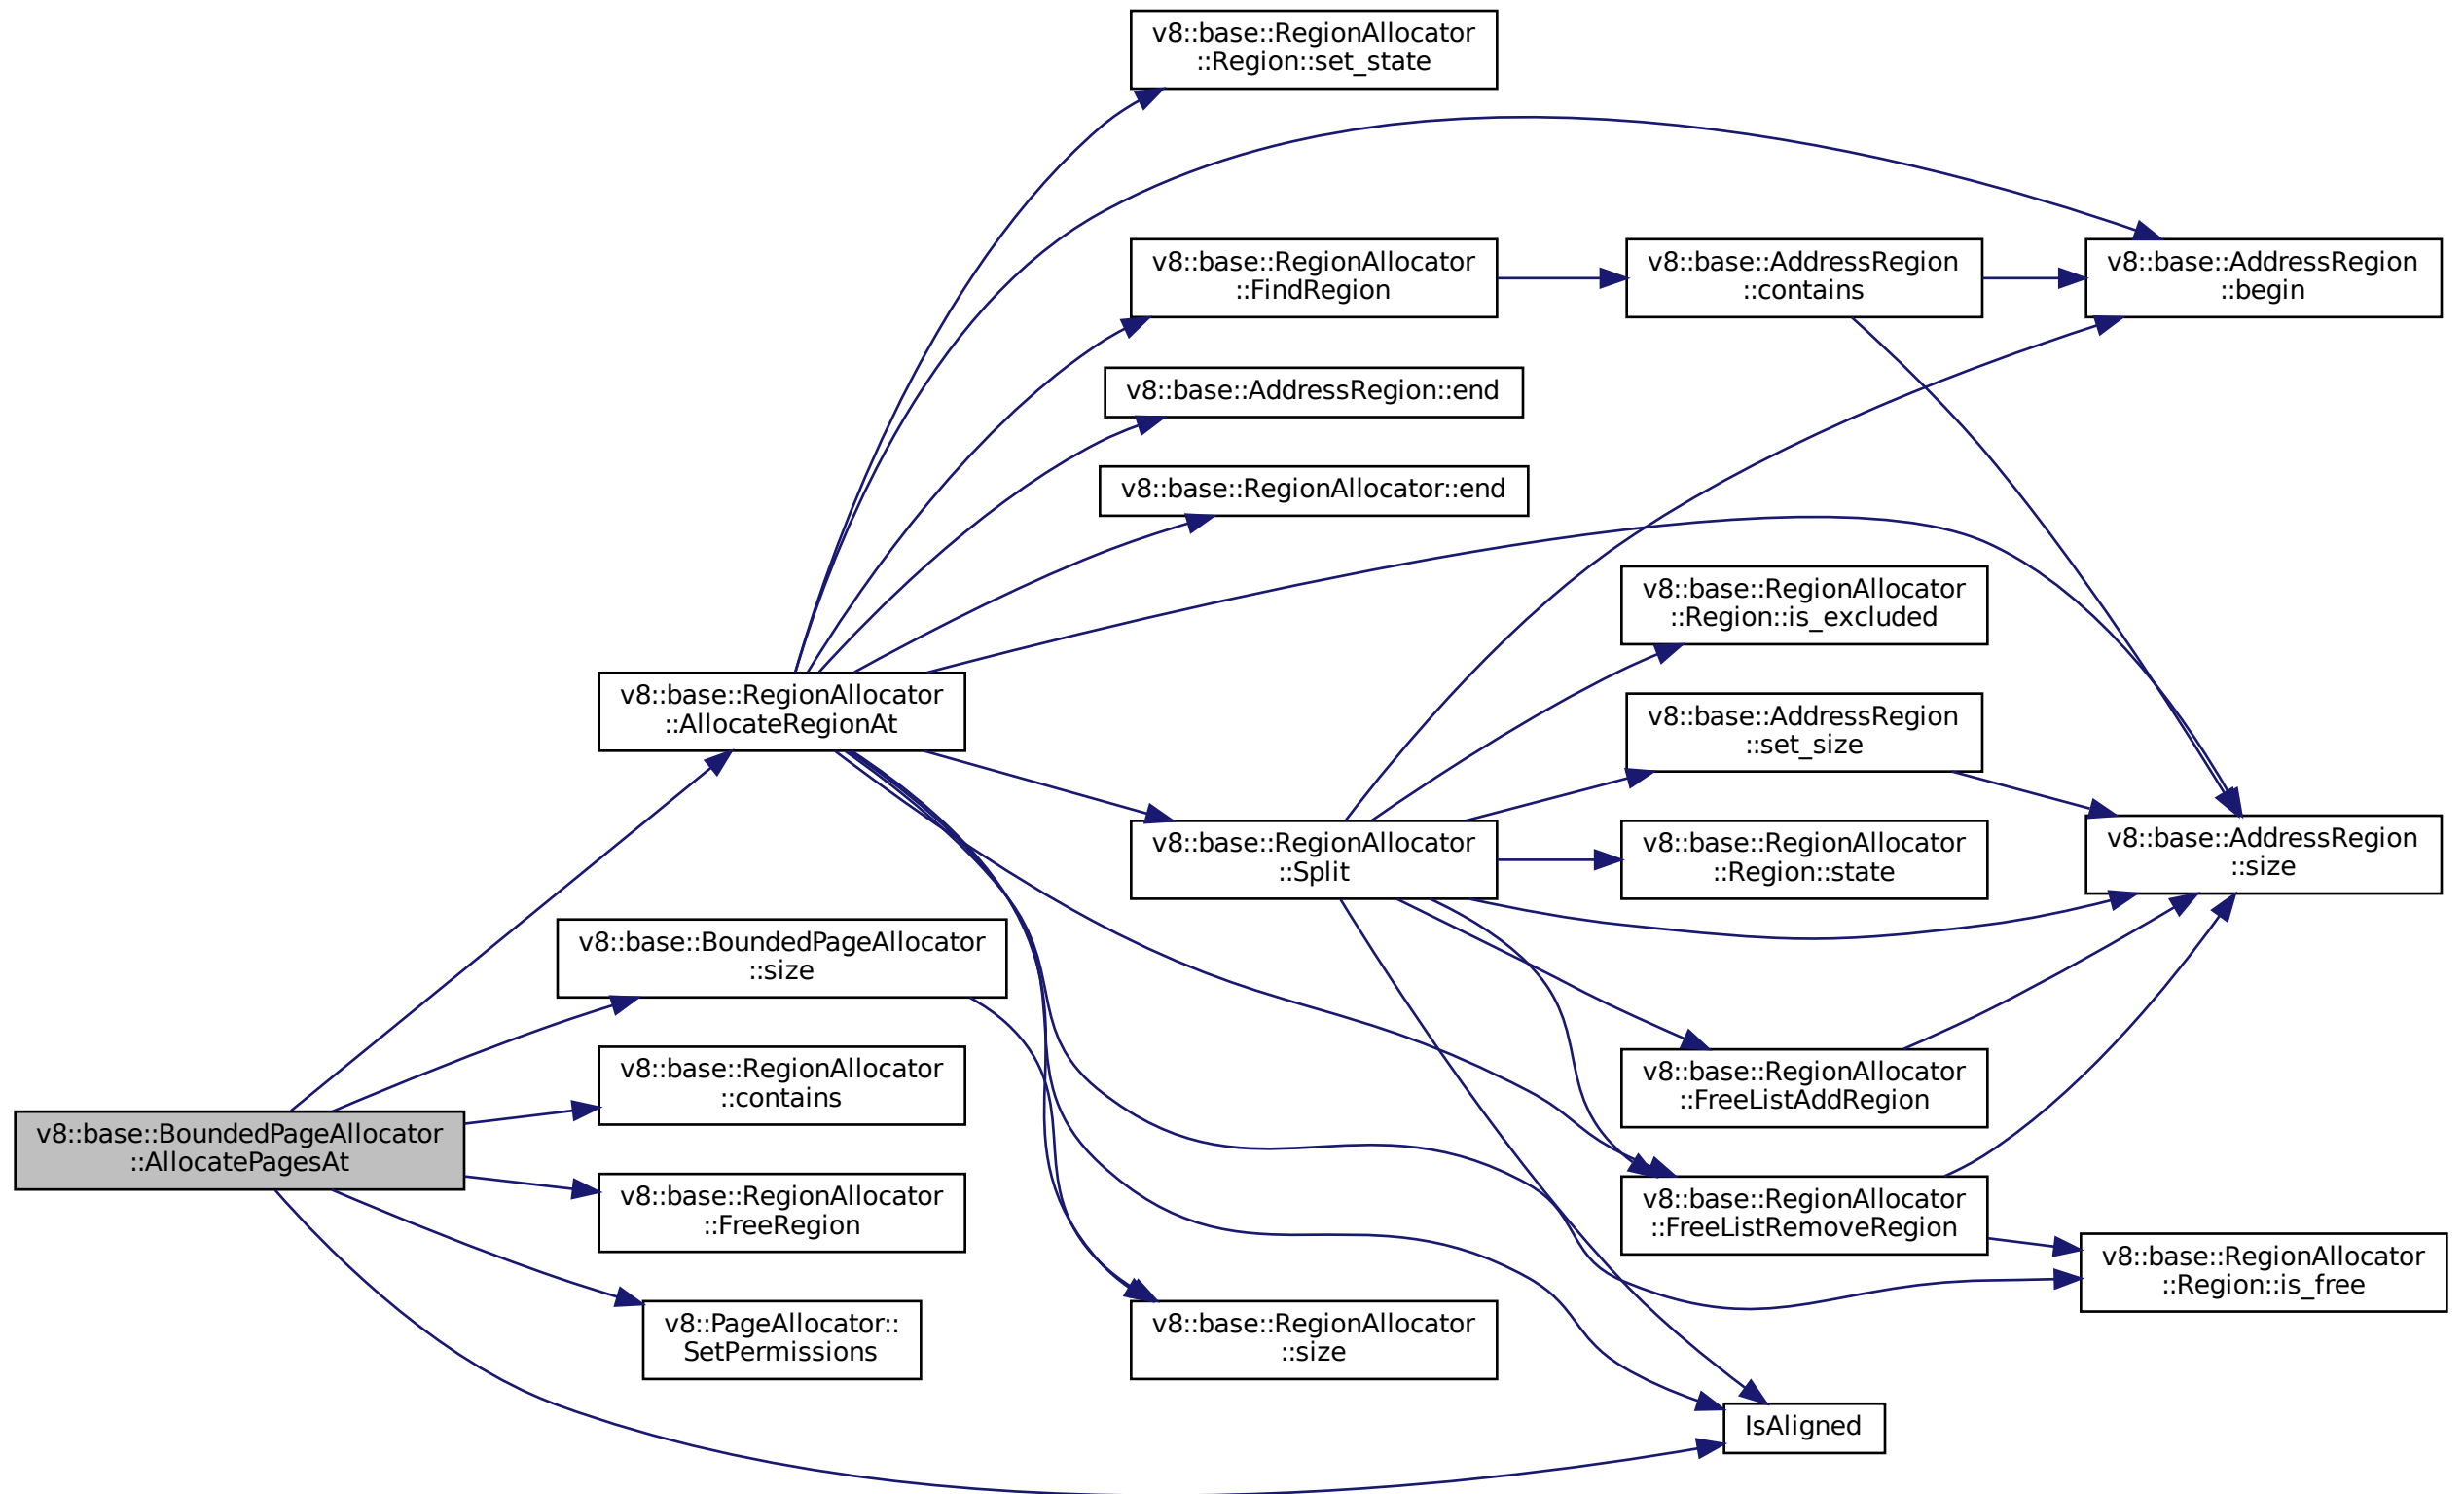 v8::base::RegionAllocator
::Region::set_state
v8::base::RegionAllocator
::FindRegion
v8::base::AddressRegion
::contains
v8::base::AddressRegion
::begin
v8::base::AddressRegion::end
v8::base::RegionAllocator::end
v8::base::RegionAllocator
::Region::is_excluded
v8::base::RegionAllocator
::AllocateRegionAt
v8::base::AddressRegion
::set_size
v8::base::RegionAllocator
::Split
v8::base::RegionAllocator
::Region::state
v8::base::AddressRegion
::size
v8::base::BoundedPageAllocator
::size
v8::base::RegionAllocator
::contains
v8::base::RegionAllocator
::FreeListAddRegion
v8::base::BoundedPageAllocator
::AllocatePagesAt
v8::base::RegionAllocator
::FreeRegion
v8::base::RegionAllocator
::FreeListRemoveRegion
v8::base::RegionAllocator
::Region::is_free
v8::PageAllocator::
SetPermissions
v8::base::RegionAllocator
::size
IsAligned